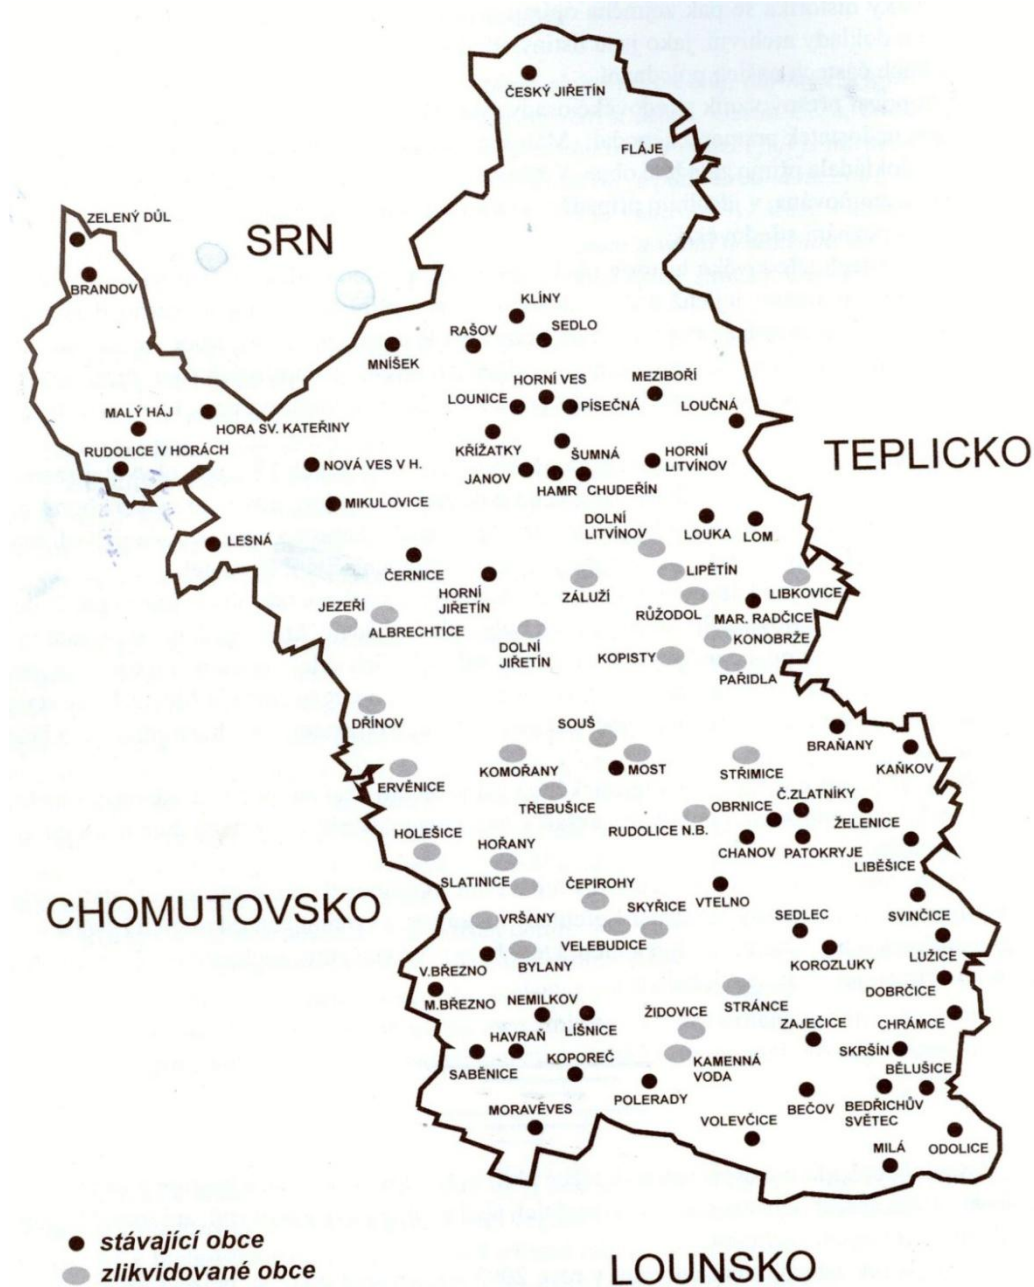 ČESKÝ JIŘETÍN
FLÁJE
ZELENÝ DŮL
SRN
BRANDOV
KLÍNY
RAŠOV
SEDLO
MNÍŠEK
HORNÍ VES
MEZIBOŘÍ
LOUNICE
PÍSEČNÁ
LOUČNÁ
MALÝ HÁJ
HORA SV. KATEŘINY
TEPLICKO
RUDOLICE V HORÁCH
KŘÍŽATKY
ŠUMNÁ
HORNÍ
LITVÍNOV
NOVÁ VES V H.
JANOV
HAMR
CHUDEŘÍN
MIKULOVICE
DOLNÍ
LITVÍNOV
LOUKA
LOM
LESNÁ
ČERNICE
HORNÍ
JIŘETÍN
LIPĚTÍN
ZÁLUŽÍ
LIBKOVICE
JEZEŘÍ
RŮŽODOL
MAR. RADČICE
ALBRECHTICE
KONOBRŽE
DOLNÍ
JIŘETÍN
KOPISTY
PAŘIDLA
DŘÍNOV
SOUŠ
BRAŇANY
KAŇKOV
ERVĚNICE
KOMOŘANY
MOST
STŘIMICE
TŘEBUŠICE
OBRNICE
Č.ZLATNÍKY
HOLEŠICE
RUDOLICE N.B.
ŽELENICE
HOŘANY
CHANOV
PATOKRYJE
LIBĚŠICE
SLATINICE
ČEPIROHY
CHOMUTOVSKO
VTELNO
SVINČICE
SKYŘICE
SEDLEC
VRŠANY
VELEBUDICE
LUŽICE
V.BŘEZNO
BYLANY
KOROZLUKY
DOBRČICE
M.BŘEZNO
NEMILKOV
ŽIDOVICE
STRÁNCE
CHRÁMCE
LÍŠNICE
ZAJEČICE
HAVRAŇ
SKRŠÍN
SABĚNICE
KOPOREČ
KAMENNÁ
VODA
BĚLUŠICE
POLERADY
BEČOV
BEDŘICHŮV
SVĚTEC
MORAVĚVES
VOLEVČICE
MILÁ
ODOLICE
stávající obce
zlikvidované obce
LOUNSKO